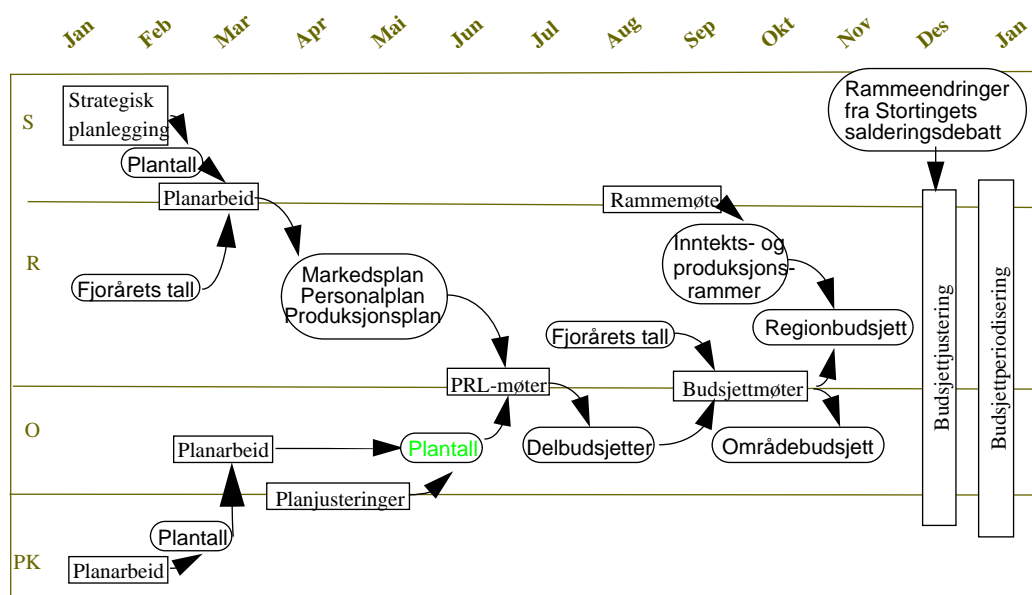 Jan Feb Mar Apr Mai Jun Jul Aug Sep Okt Nov Des Jan
S
Strategisk
planlegging
Plantall
Planarbeid
Rammeendringer
fra Stortingets
salderingsdebatt
Rammemøte
R
Fjorårets tall
Markedsplan
Personalplan
Produksjonsplan
Inntekts- og
produksjons-
rammer
Fjorårets tall
Regionbudsjett
PRL-møter
Budsjettmøter
O
Planarbeid
Plantall
Delbudsjetter
Områdebudsjett
Planjusteringer
PK
Plantall
Planarbeid
Budsjettjustering
Budsjettperiodisering